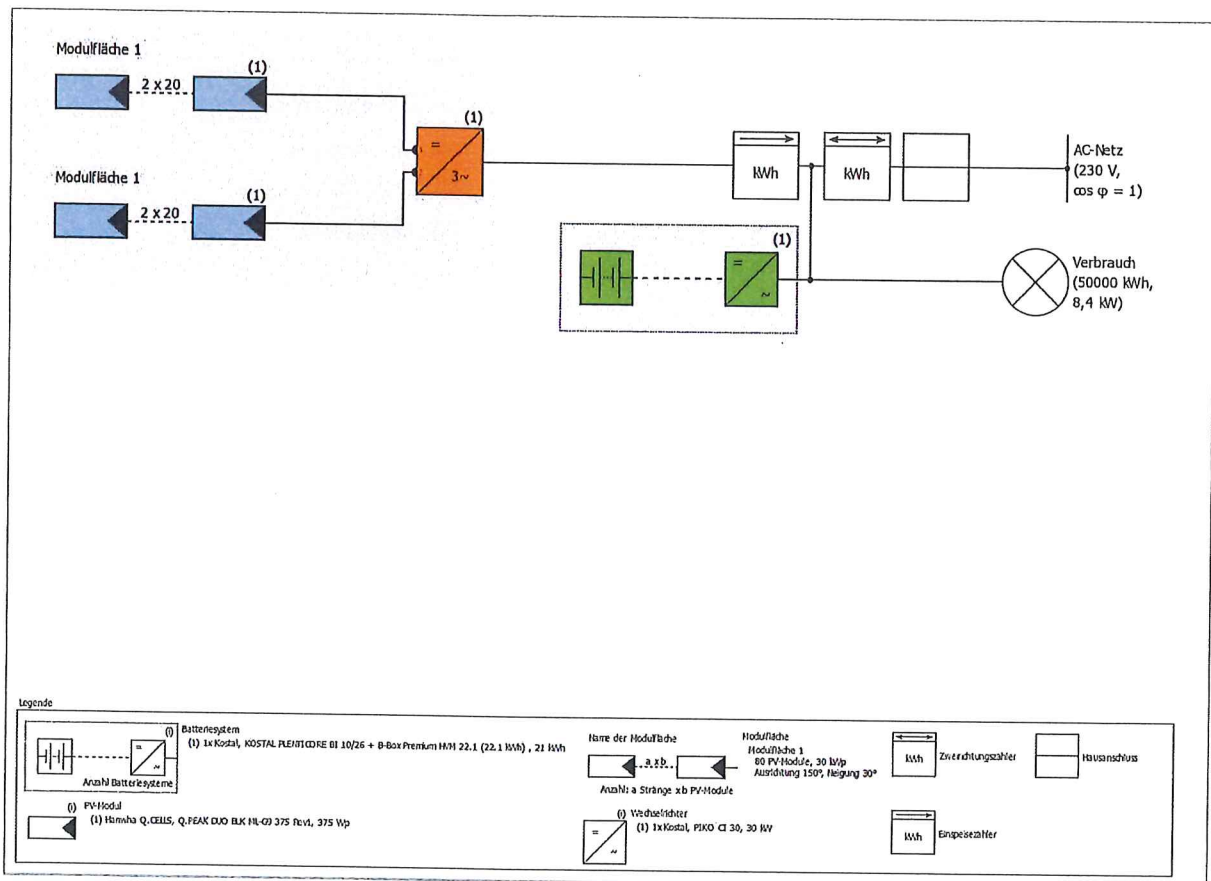 Modulfläche 1
2 x 20
(1)
(1)
=
3~
1
2
Modulfläche 1
2 x 20
(1)
kWh
kWh
AC-Netz
(230 V,
cos φ = 1)
(1)
=
~
Verbrauch
(50000 kWh,
8,4 kW)
Legende
(i) Batteriesystem
(1) 1x Kostal, KOSTAL PLENTICORE BI 10/26 + B-Box Premium HVM 22.1 (22.1 kWh) , 21 kWh
=
~
Anzahl Batteriesysteme
(i) PV-Modul
(1) Hanwha Q.CELLS, Q.PEAK DUO BLK ML-G9 375 Rev1, 375 Wp
Name der Modulfläche
a x b
Anzahl: a Stränge x b PV-Module
Modulfläche
Modulfläche 1
80 PV-Module, 30 kWp
Ausrichtung 150°, Neigung 30°
(i) Wechselrichter
(1) 1x Kostal, PIKO CI 30, 30 kW
=
~
kWh
Zweirichtungszähler
Hausanschluss
kWh
Einspeisezähler